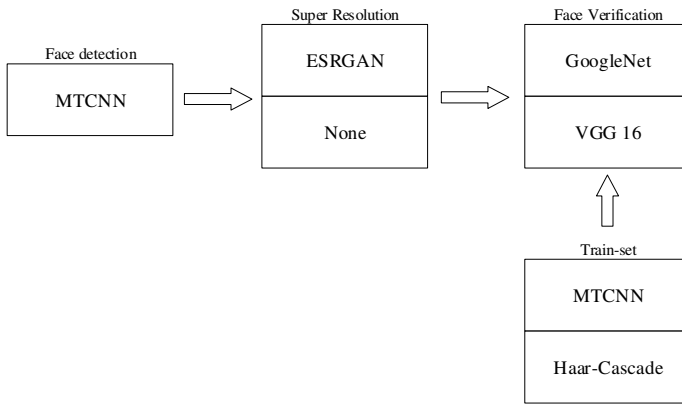 Face detection
MTCNN
Super Resolution
ESRGAN
None
Face Verification
GoogleNet
VGG 16
Train-set
MTCNN
Haar-Cascade